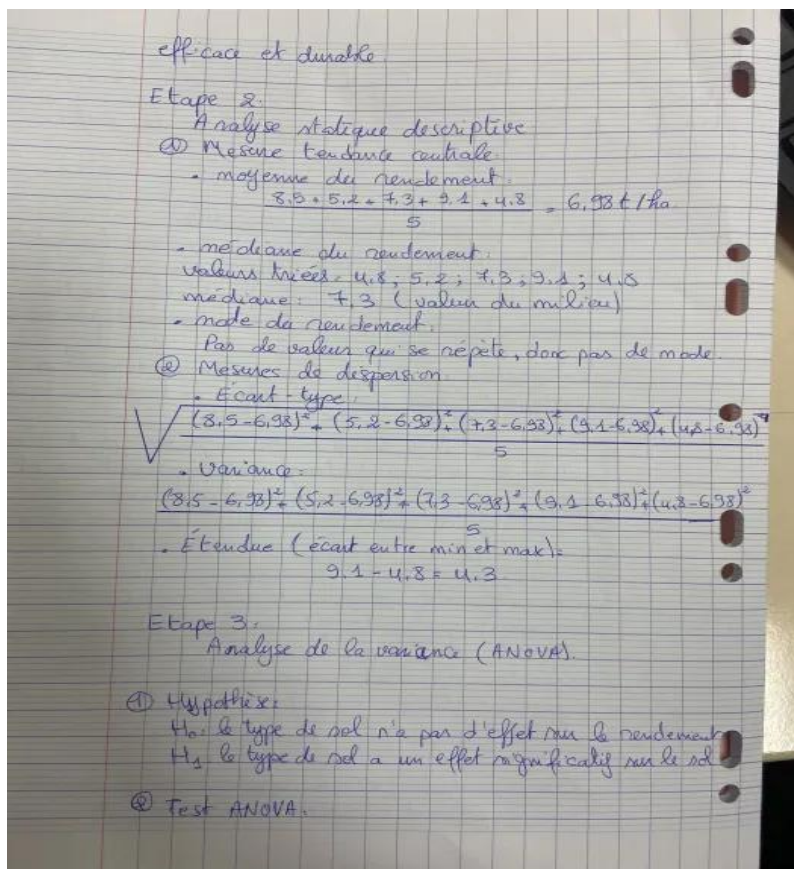 efficace et durable.
Etape 2.
Analyse statique descriptive
① Mesure tendance centrale.
• moyenne du rendement.
8,5 + 5,2 + 7,3 + 9,1 + 4,8 = 6,98 t/ha
5
• médiane du rendement.
valeurs triées. 4,8; 5,2; 7,3; 9,1; 4,8
médiane: 7,3 (valeur du milieu)
• mode du rendement.
Pas de valeur qui se répète, donc pas de mode
② Mesures de dispersion.
• Écart-type.
√ (8,5-6,98)² + (5,2-6,98)² + (7,3-6,98)² + (9,1-6,98)² + (4,8-6,98)²
5
• Variance:
(8,5-6,98)² + (5,2-6,98)² + (7,3-6,98)² + (9,1-6,98)² + (4,8-6,98)²
5
• Étendue (écart entre min et max)=
9,1 - 4,8 = 4,3
Etape 3.
Analyse de la variance (ANOVA).
① Hypothèse:
H₀: le type de sol n'a pas d'effet sur le rendement
H₁ le type de sol a un effet significatif sur le sol
② Test ANOVA.